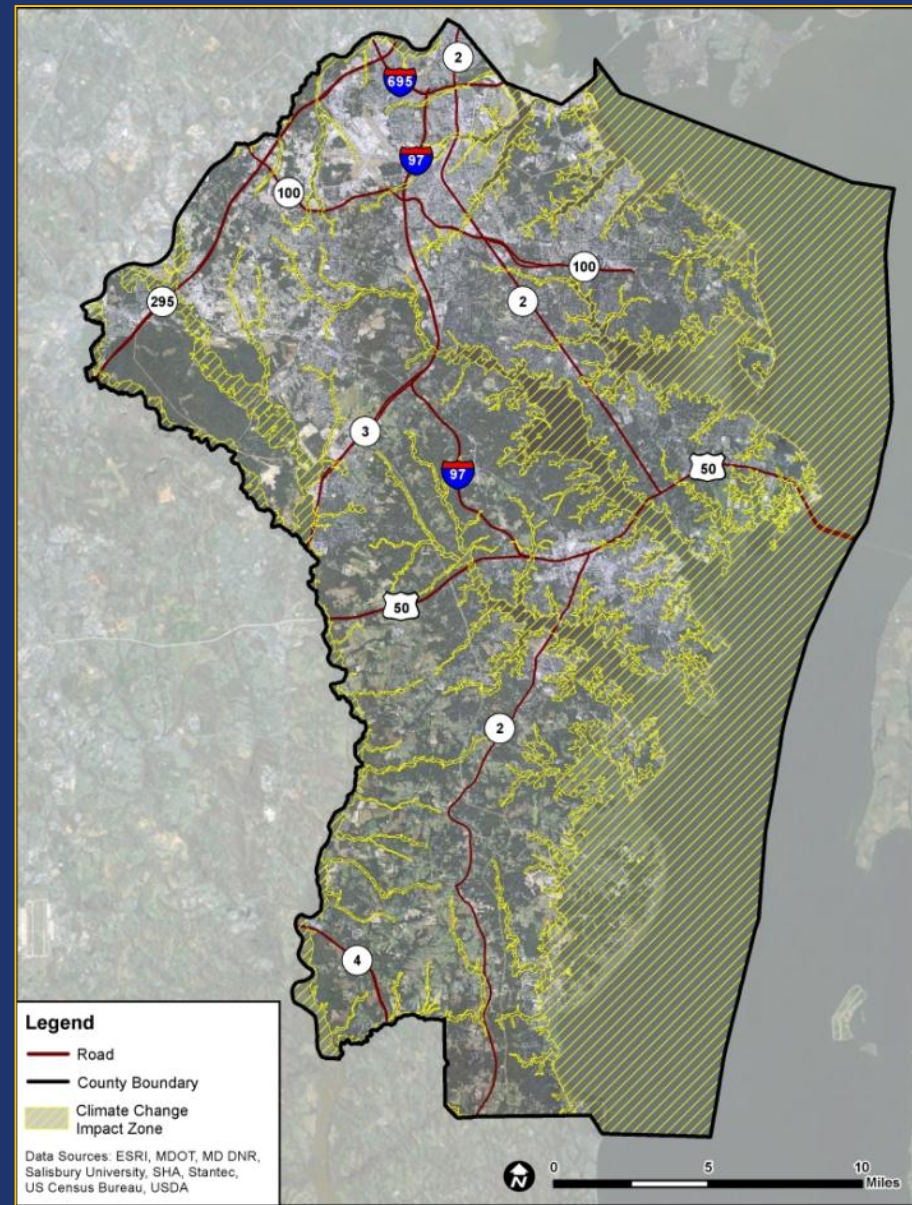 2
695
97
100
100
2
295
3
50
97
50
2
4
Legend
Road
County Boundary
Climate Change
Impact Zone
Data Sources: ESRI, MDOT, MD DNR,
Salisbury University, SHA, Stantec,
US Census Bureau, USDA
N
0 5 10
Miles